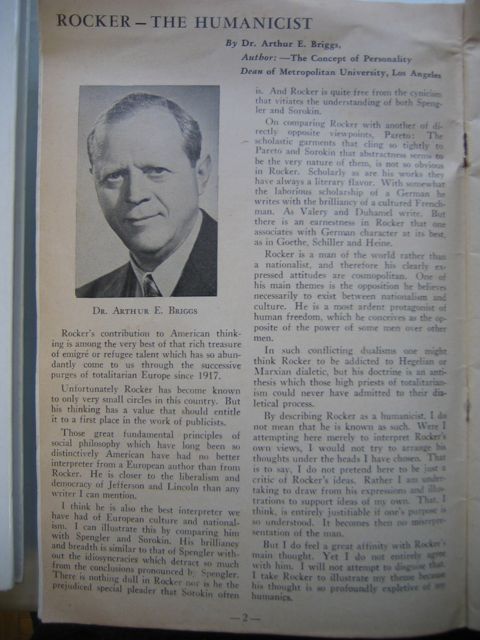 ROCKER — THE HUMANICIST
By Dr. Arthur E. Briggs,
Author: —The Concept of Personality
Dean of Metropolitan University, Los Angeles
DR. ARTHUR E. BRIGGS
Rocker's contribution to American think-
ing is among the very best of that rich treasure
of emigré or refugee talent which has so abun-
dantly come to us through the successive
purges of totalitarian Europe since 1917.
Unfortunately Rocker has become known
to only very small circles in this country. But
his thinking has a value that should entitle
it to a first place in the work of publicists.
Those great fundamental principles of
social philosophy which have long been so
distinctively American have had no better
interpreter from a European author than from
Rocker. He is closer to the liberalism and
democracy of Jefferson and Lincoln than any
writer I can mention.
I think he is also the best interpreter we
have had of European culture and national-
ism. I can illustrate this by comparing him
with Spengler and Sorokin. His brilliancy
and breadth is similar to that of Spengler with-
out the idiosyncracies which detract so much
from the conclusions pronounced by Spengler.
There is nothing dull in Rocker nor is he the
prejudiced special pleader that Sorokin often
is. And Rocker is quite free from the cynicism
that vitiates the understanding of both Speng-
ler and Sorokin.
On comparing Rocker with another of di-
rectly opposite viewpoints, Pareto: The
scholastic garments that cling so tightly to
Pareto and Sorokin that abstractness seems to
be the very nature of them, is not so obvious
in Rocker. Scholarly as are his works they
have always a literary flavor. With somewhat
the laborious scholarship of a German he
writes with the brilliancy of a cultured French-
man. As Valery and Duhamel write. But
there is an earnestness in Rocker that one
associates with German character at its best,
as in Goethe, Schiller and Heine.
Rocker is a man of the world rather than
a nationalist, and therefore his clearly ex-
pressed attitudes are cosmopolitan. One of
his main themes is the opposition he believes
necessarily to exist between nationalism and
culture. He is a most ardent protagonist of
human freedom, which he conceives as the op-
posite of the power of some men over other
men.
In such conflicting dualisms one might
think Rocker to be addicted to Hegelian or
Marxian dialetic, but his doctrine is an anti-
thesis which those high priests of totalitarian-
ism could never have admitted to their dia-
letical process.
By describing Rocker as a humanicist, I do
not mean that he is known as such. Were I
attempting here merely to interpret Rocker's
own views, I would not try to arrange his
thoughts under the heads I have chosen. That
is to say, I do not pretend here to be just a
critic of Rocker's ideas. Rather I am under-
taking to draw from his expressions and illus-
trations to support ideas of my own. That, I
think, is entirely justifiable if one's purpose is
so understood. It becomes then no misrepre-
sentation of the man.
But I do feel a great affinity with Rocker's
main thought. Yet I do not entirely agree
with him. I will not attempt to disguise that.
I take Rocker to illustrate my theme because
his thought is so profoundly expletive of my
humanics.
— 2 —